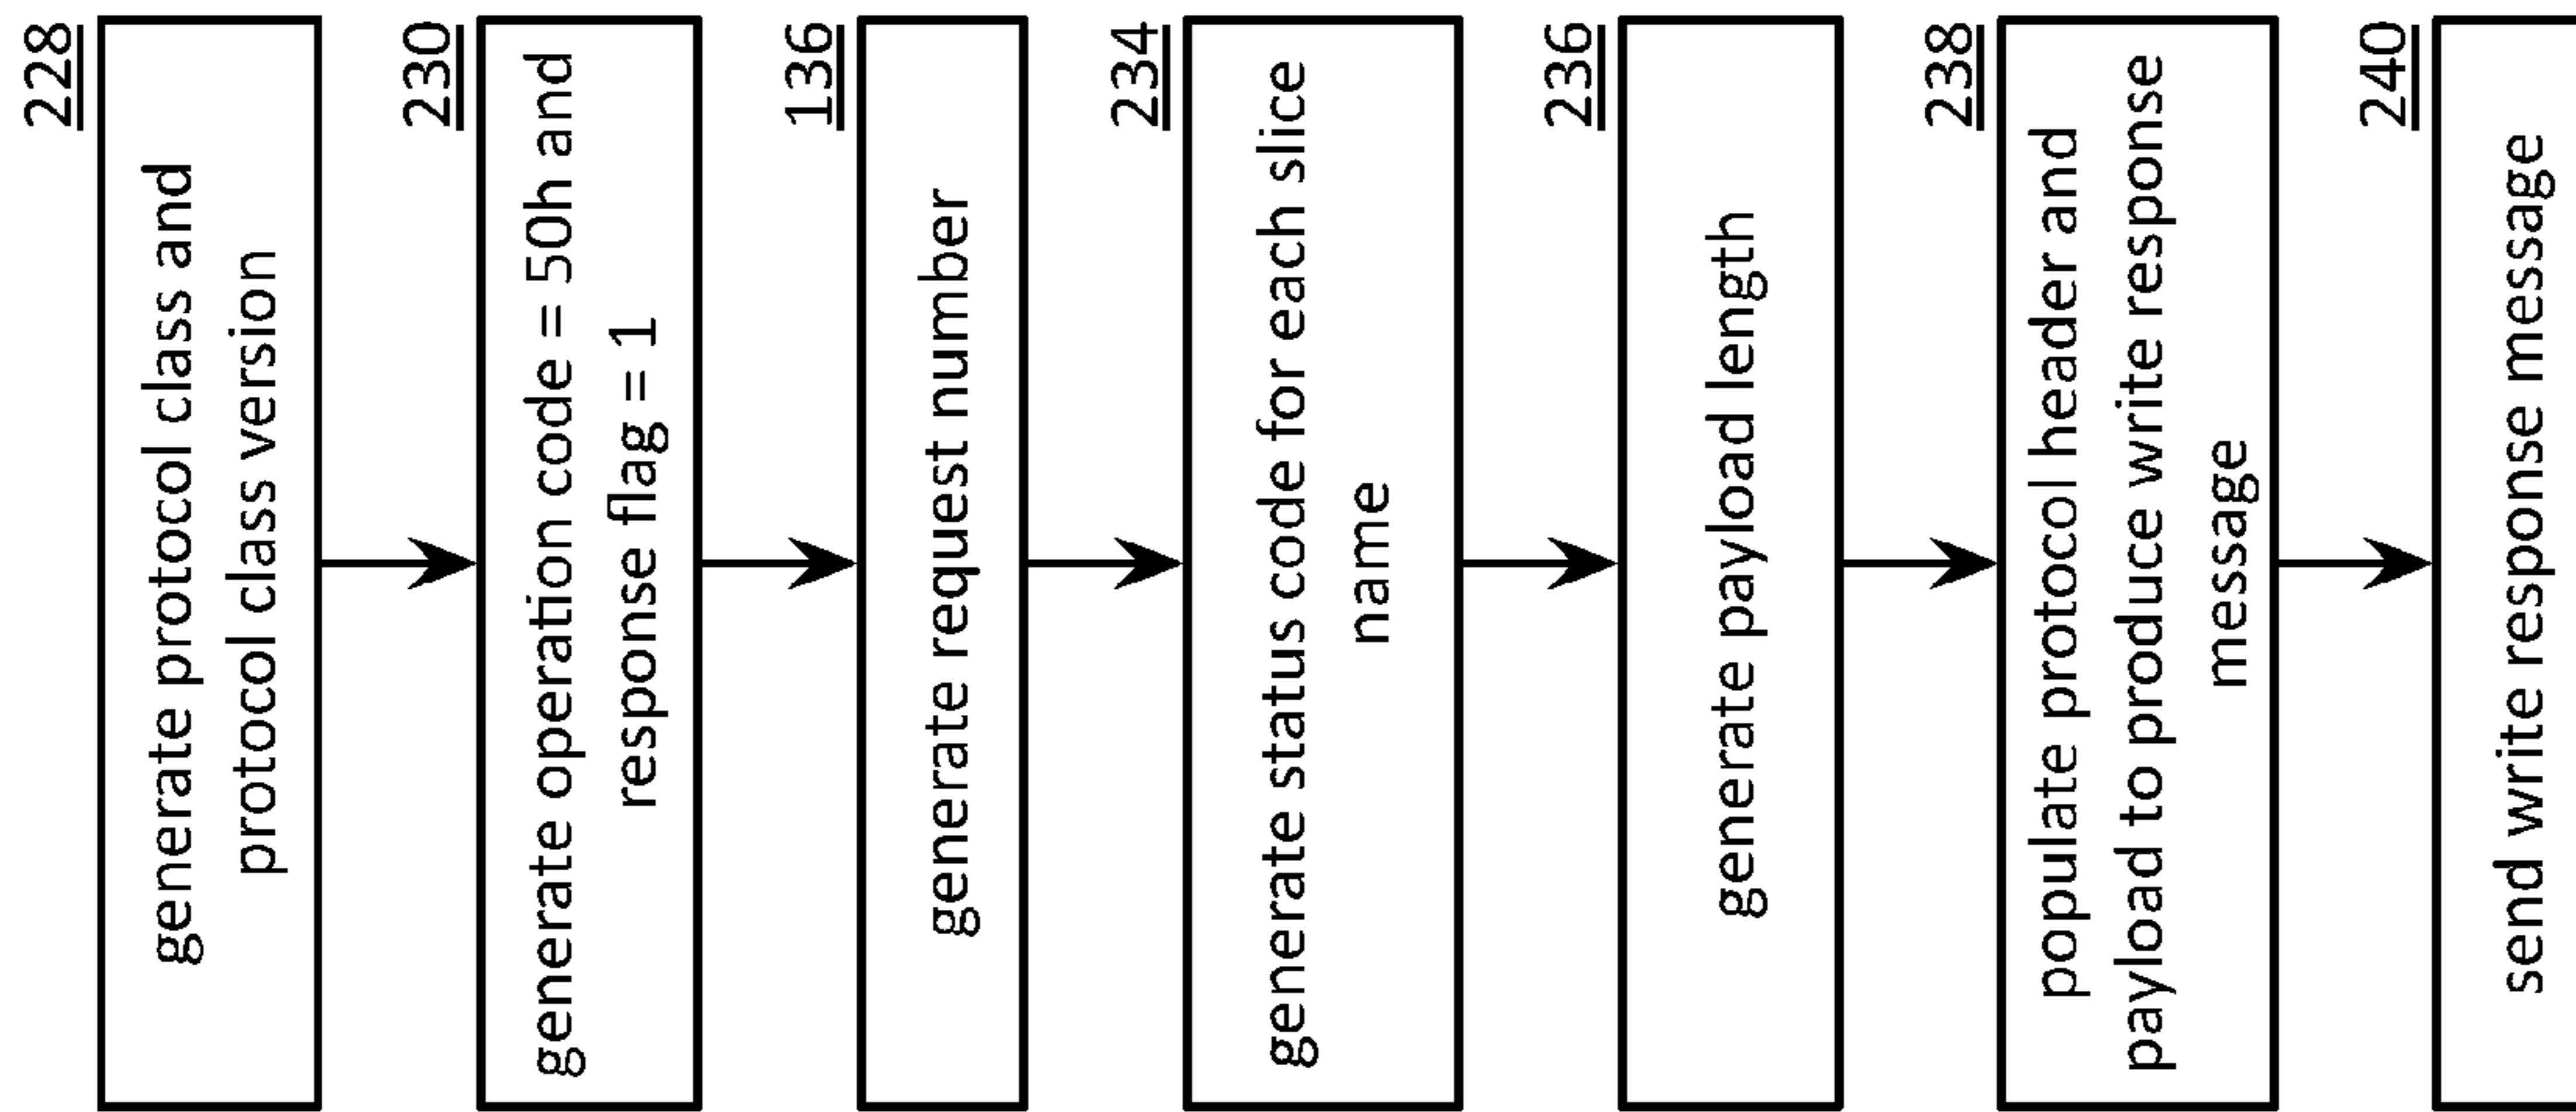 228
generate protocol class and
protocol class version
230
generate operation code = 50h and
response flag = 1
136
generate request number
234
generate status code for each slice
name
236
generate payload length
238
populate protocol header and
payload to produce write response
message
240
send write response message